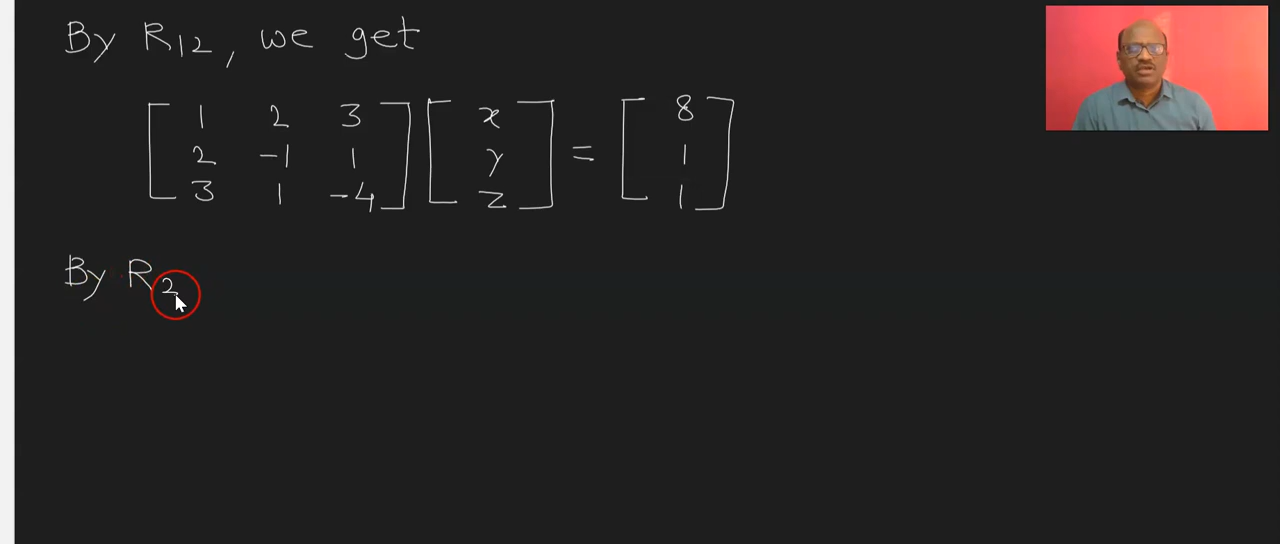 By R12, we get
[ 1 2 3 ] [ x ] = [ 8 ]
[ 2 -1 1 ] [ y ] [ 1 ]
[ 3 1 -4 ] [ z ] [ 1 ]
By R2